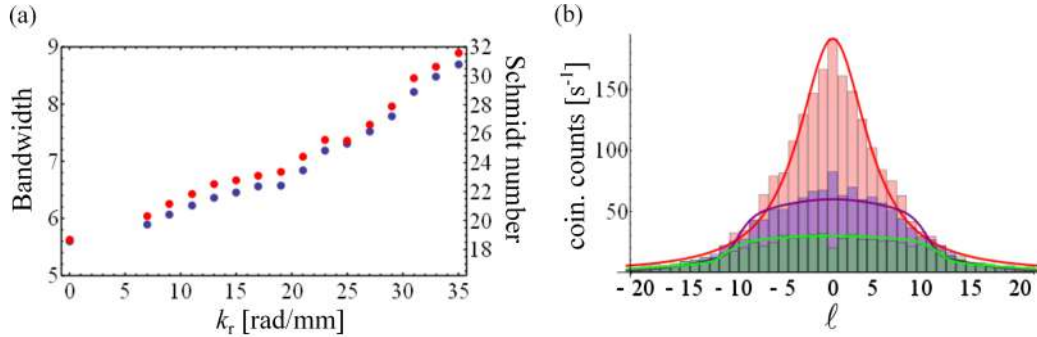 (a)
9
8
7
6
5
Bandwidth
32
30
28
26
24
22
20
18
Schmidt number
0 5 10 15 20 25 30 35
k_r [rad/mm]
(b)
150
100
50
coin. counts [s⁻¹]
- 20 - 15 - 10 - 5 0 5 10 15 20
ℓ